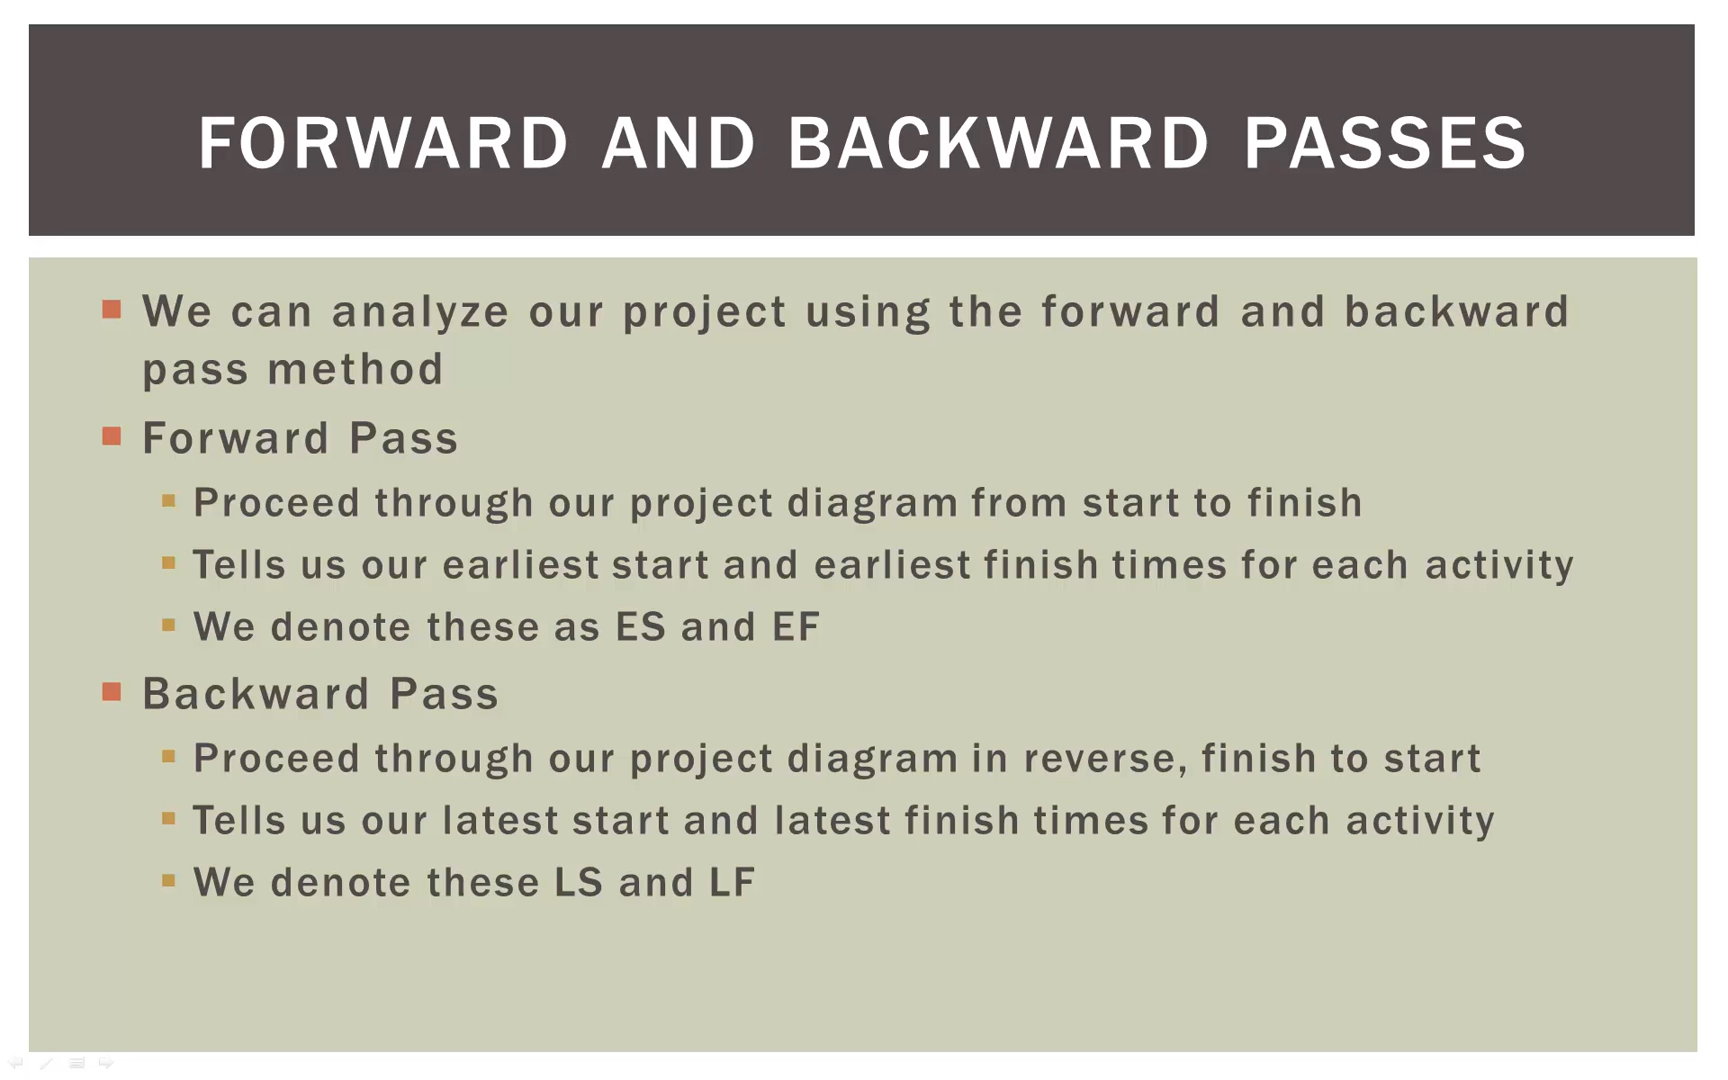 FORWARD AND BACKWARD PASSES
We can analyze our project using the forward and backward
pass method
Forward Pass
Proceed through our project diagram from start to finish
Tells us our earliest start and earliest finish times for each activity
We denote these as ES and EF
Backward Pass
Proceed through our project diagram in reverse, finish to start
Tells us our latest start and latest finish times for each activity
We denote these LS and LF